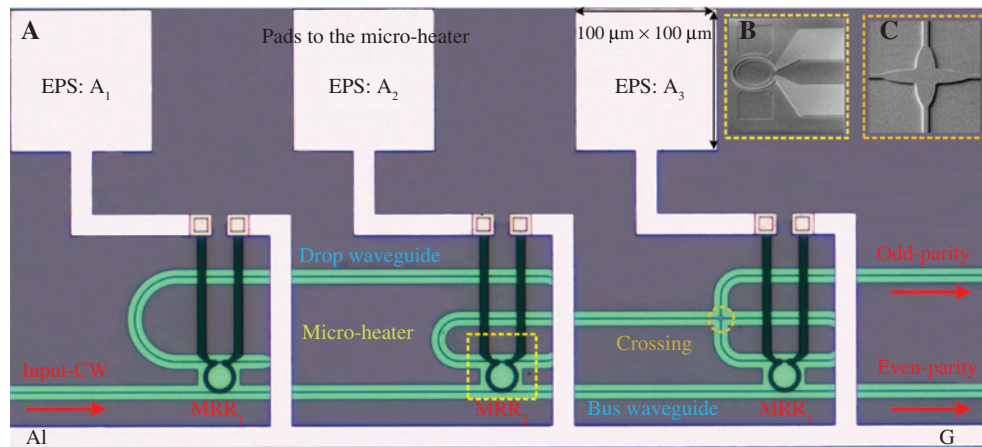 A
Pads to the micro-heater
100 μm × 100 μm
B
C
EPS: A₁
EPS: A₂
EPS: A₃
Drop waveguide
Odd-parity
Micro-heater
Crossing
Input-CW
Even-parity
MRR₁
MRR₂
Bus waveguide
MRR₃
Al
G